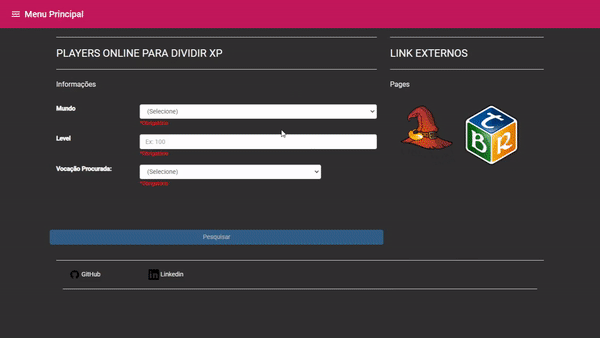 Menu Principal
PLAYERS ONLINE PARA DIVIDIR XP
Informações
Mundo
(Selecione)
*Obrigatório
Level
Ex: 100
*Obrigatório
Vocação Procurada:
(Selecione)
*Obrigatório
Pesquisar
LINK EXTERNOS
Pages
T
B R
GitHub
Linkedin